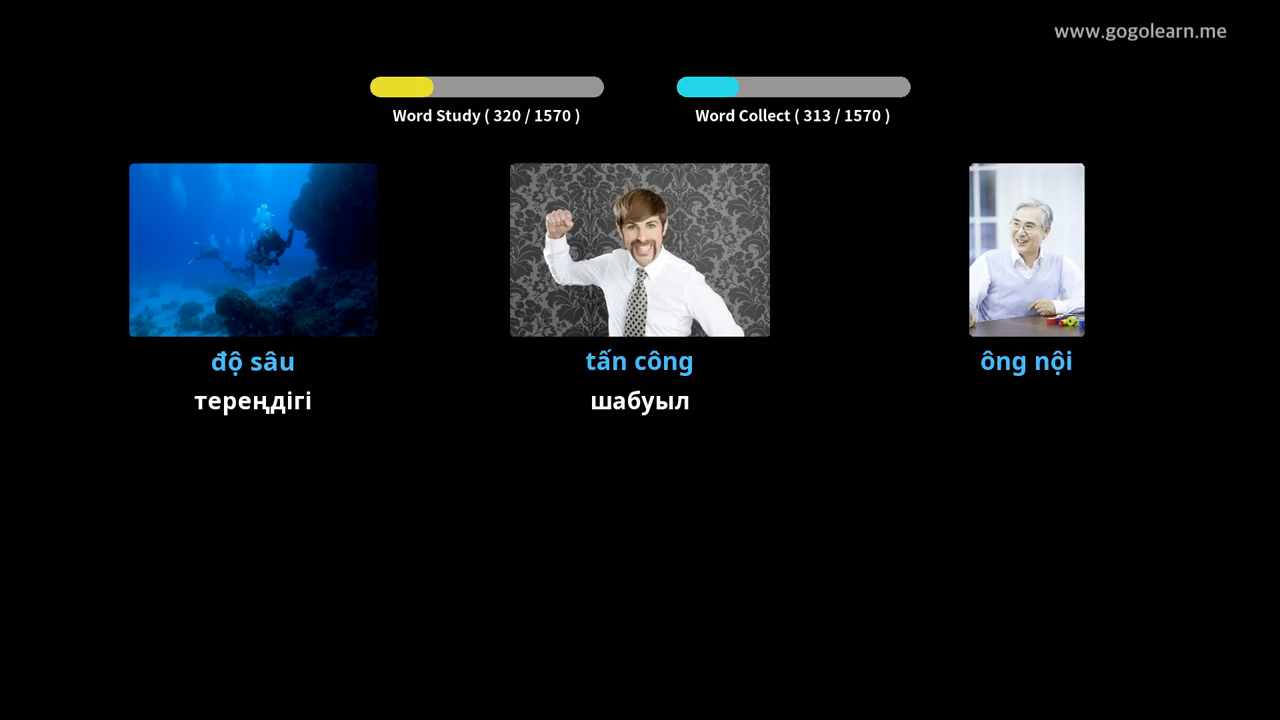 www.gogolearn.me
Word Study ( 320 / 1570 )
Word Collect ( 313 / 1570 )
độ sâu
tấn công
ông nội
тереңдігі
шабуыл